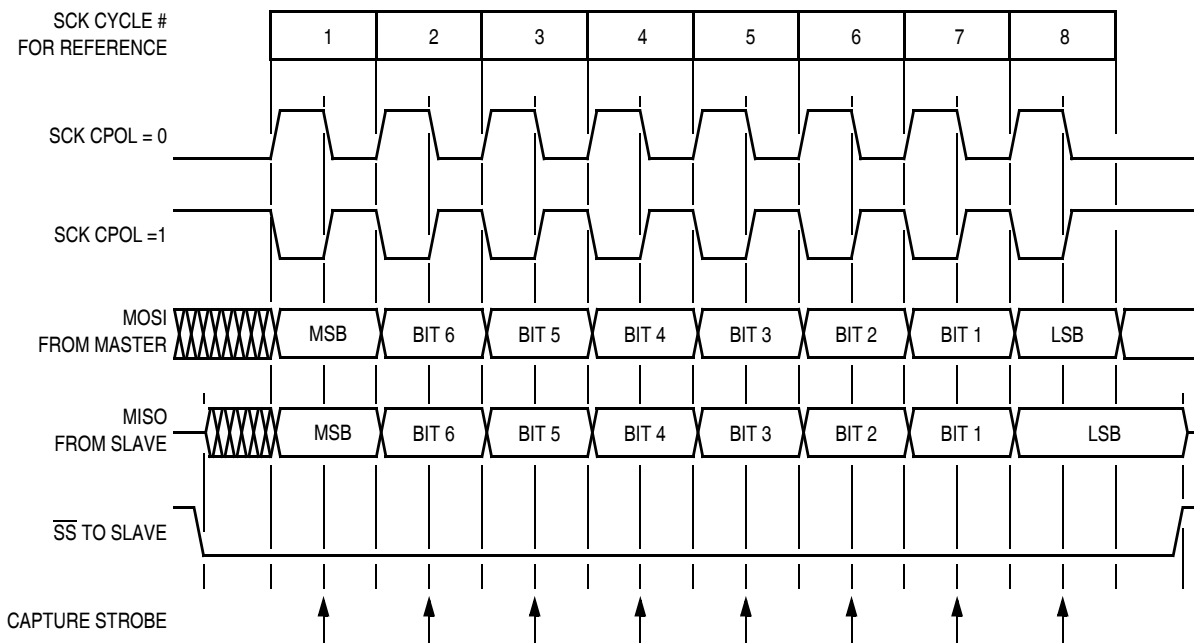 SCK CYCLE #
FOR REFERENCE
1 2 3 4 5 6 7 8
SCK CPOL = 0
SCK CPOL =1
MOSI
FROM MASTER
MSB BIT 6 BIT 5 BIT 4 BIT 3 BIT 2 BIT 1 LSB
MISO
FROM SLAVE
MSB BIT 6 BIT 5 BIT 4 BIT 3 BIT 2 BIT 1 LSB
SS TO SLAVE
CAPTURE STROBE